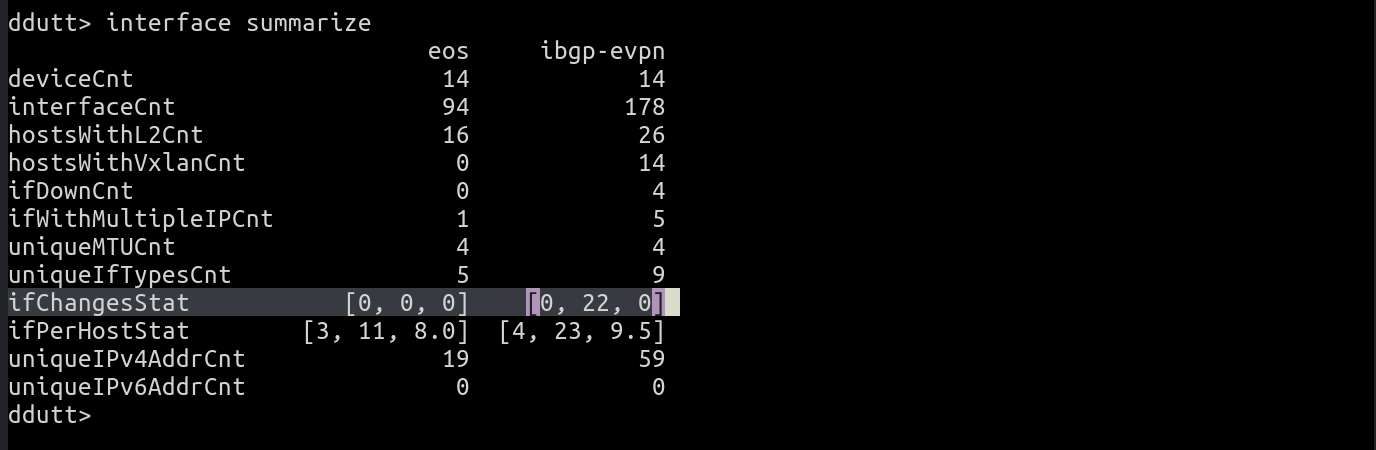 ddutt> interface summarize
eos ibgp-evpn
deviceCnt 14 14
interfaceCnt 94 178
hostsWithL2Cnt 16 26
hostsWithVxlanCnt 0 14
ifDownCnt 0 4
ifWithMultipleIPCnt 1 5
uniqueMTUCnt 4 4
uniqueIfTypesCnt 5 9
ifChangesStat [0, 0, 0] [0, 22, 0]
ifPerHostStat [3, 11, 8.0] [4, 23, 9.5]
uniqueIPv4AddrCnt 19 59
uniqueIPv6AddrCnt 0 0
ddutt>